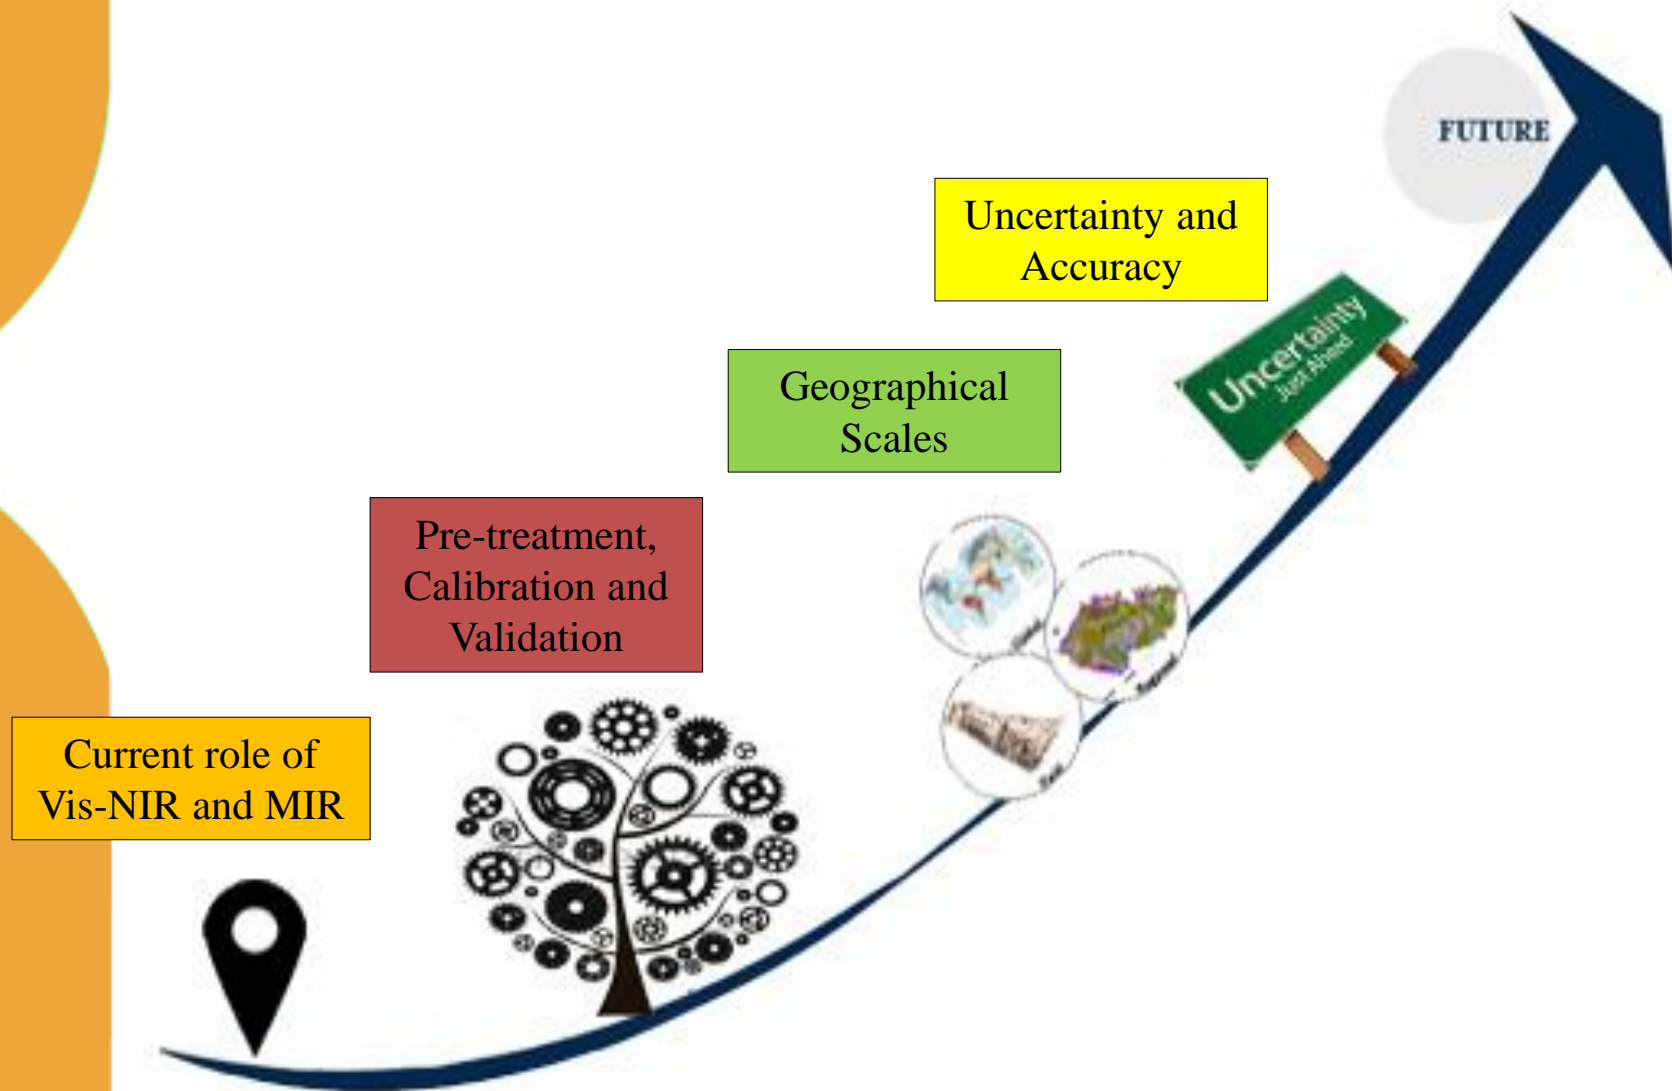 FUTURE
Uncertainty and
Accuracy
Uncertainty
Just Ahead
Geographical
Scales
Pre-treatment,
Calibration and
Validation
Regional
Current role of
Vis-NIR and MIR